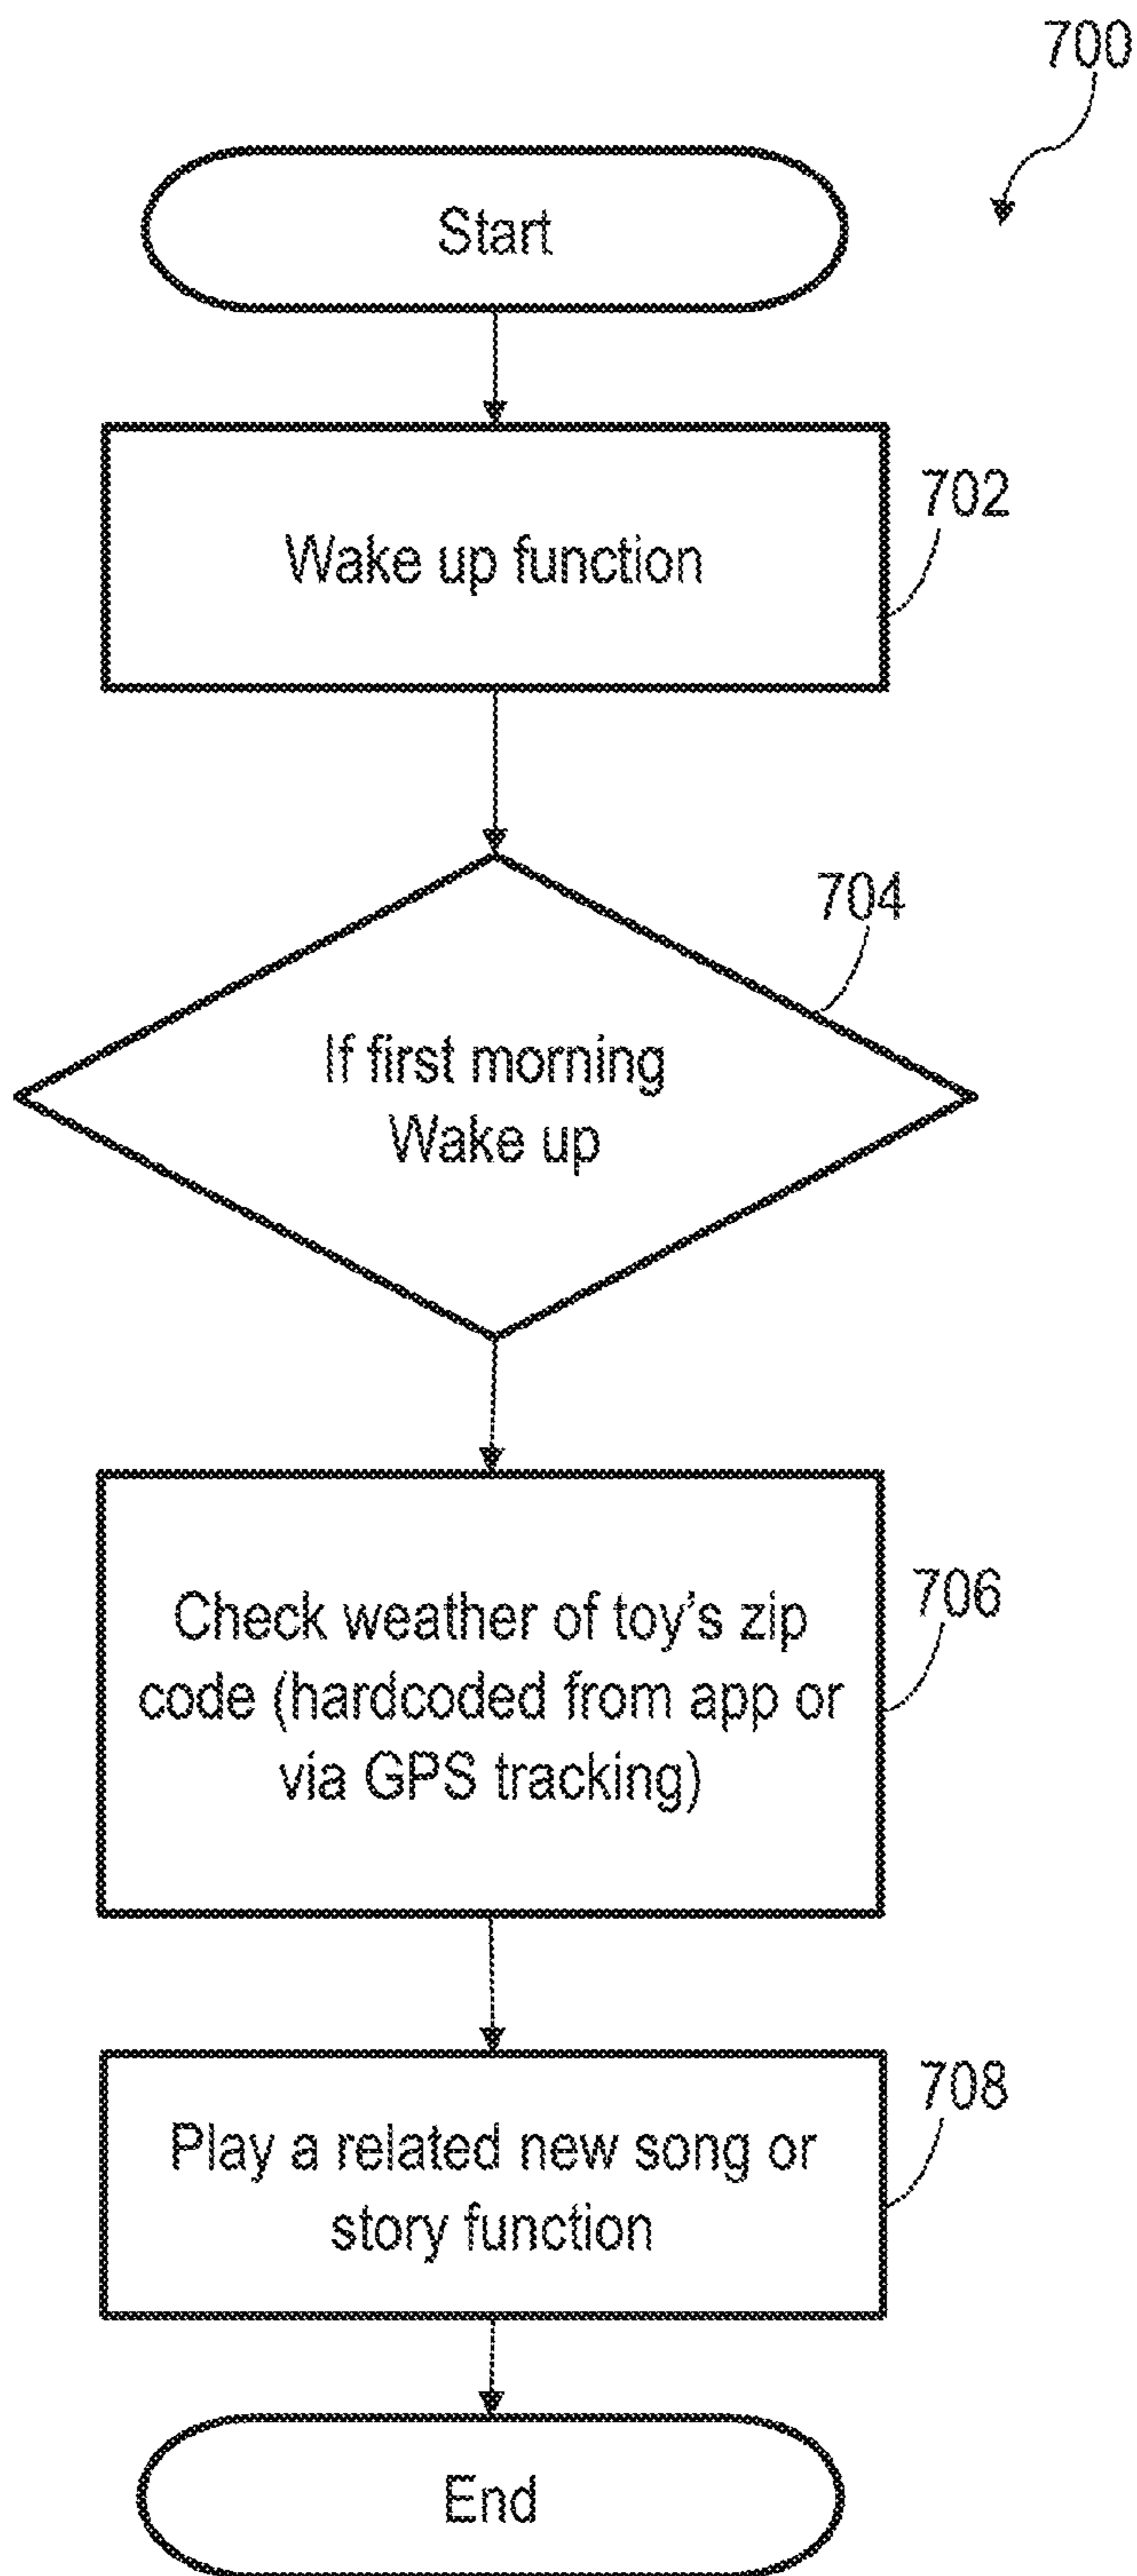 700
Start
702
Wake up function
704
If first morning
Wake up
706
Check weather of toy's zip
code (hardcoded from app or
via GPS tracking)
708
Play a related new song or
story function
End